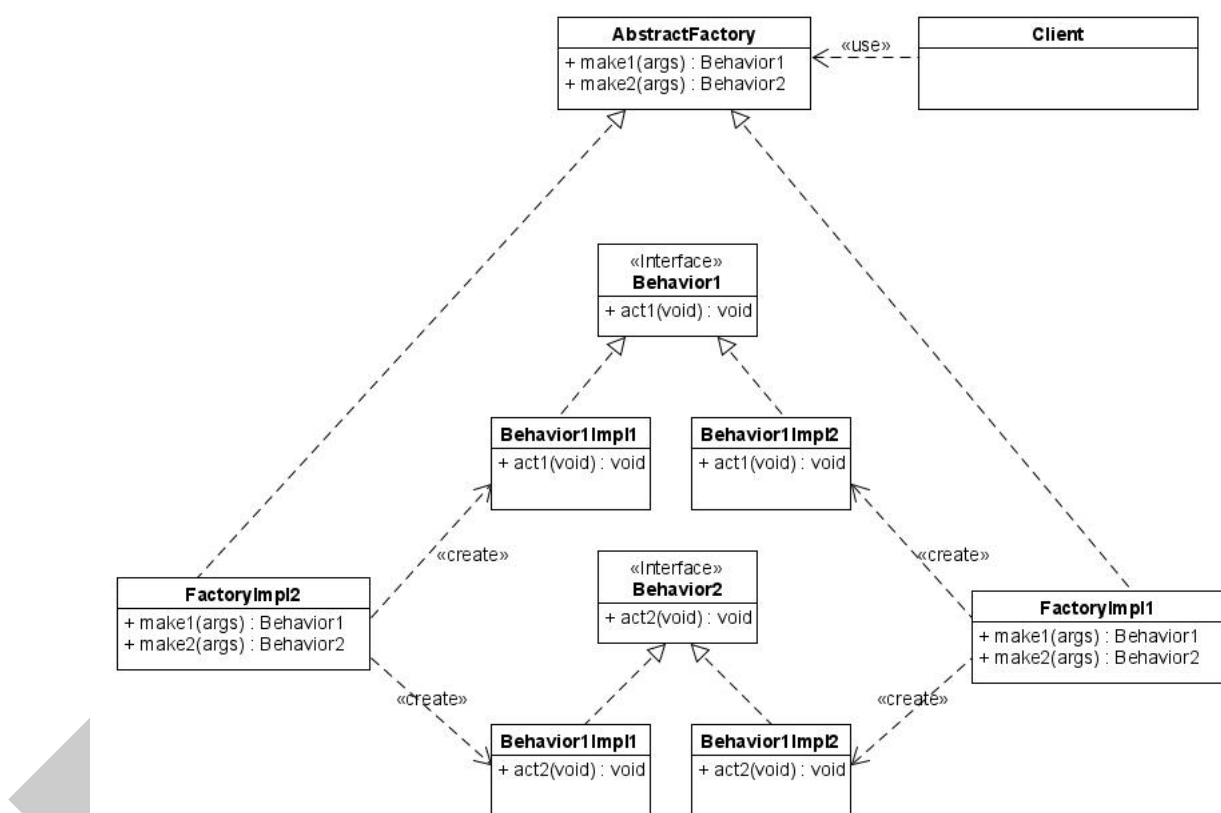 AbstractFactory
+ make1(args) : Behavior1
+ make2(args) : Behavior2
«use»
Client
«Interface»
Behavior1
+ act1(void) : void
Behavior1Impl1
+ act1(void) : void
Behavior1Impl2
+ act1(void) : void
«create»
«create»
FactoryImpl2
+ make1(args) : Behavior1
+ make2(args) : Behavior2
«Interface»
Behavior2
+ act2(void) : void
FactoryImpl1
+ make1(args) : Behavior1
+ make2(args) : Behavior2
«create»
«create»
Behavior1Impl1
+ act2(void) : void
Behavior1Impl2
+ act2(void) : void